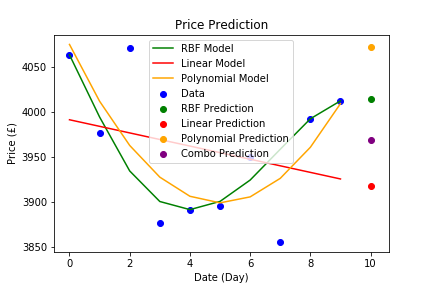 Price Prediction
RBF Model
Linear Model
Polynomial Model
Data
RBF Prediction
Linear Prediction
Polynomial Prediction
Combo Prediction
4050
4000
3950
3900
3850
Price (£)
0 2 4 6 8 10
Date (Day)